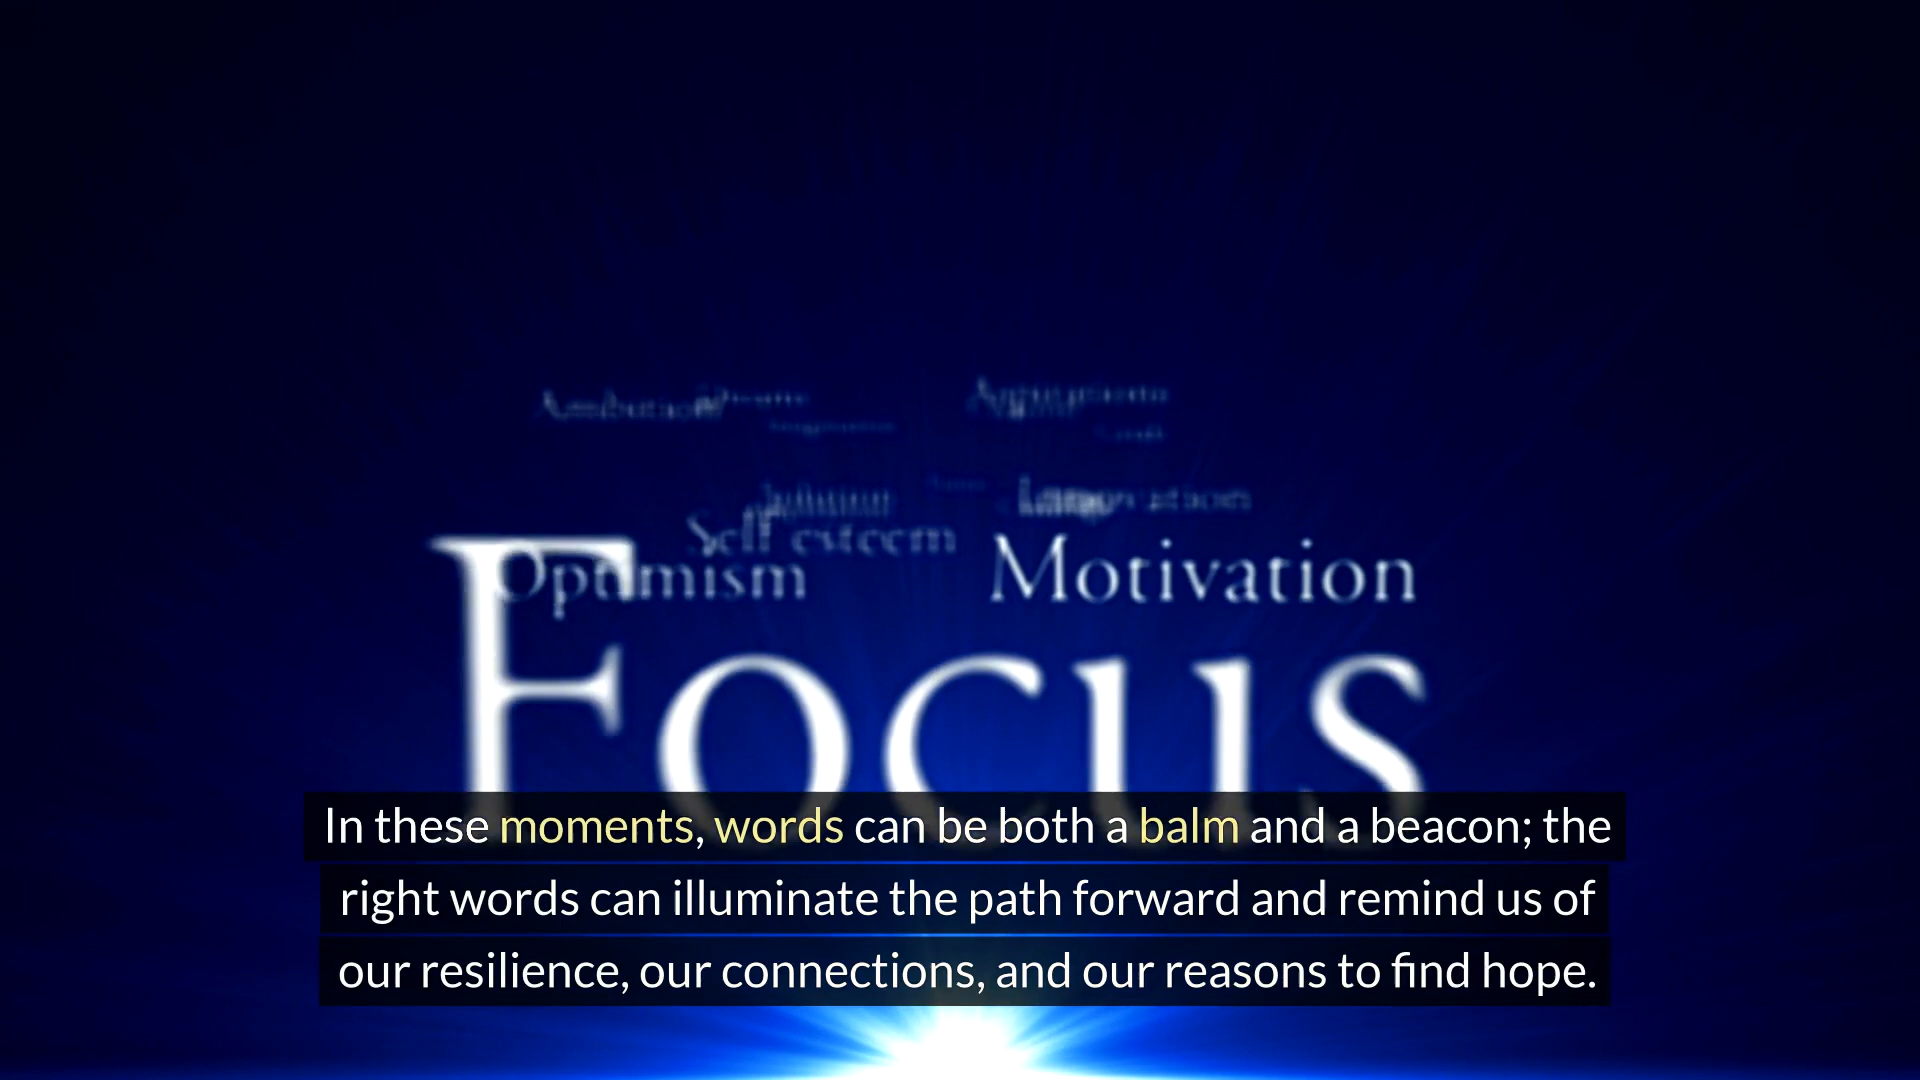 Innovation
Self esteem
Optimism
Motivation
Focus
In these moments, words can be both a balm and a beacon; the
right words can illuminate the path forward and remind us of
our resilience, our connections, and our reasons to find hope.